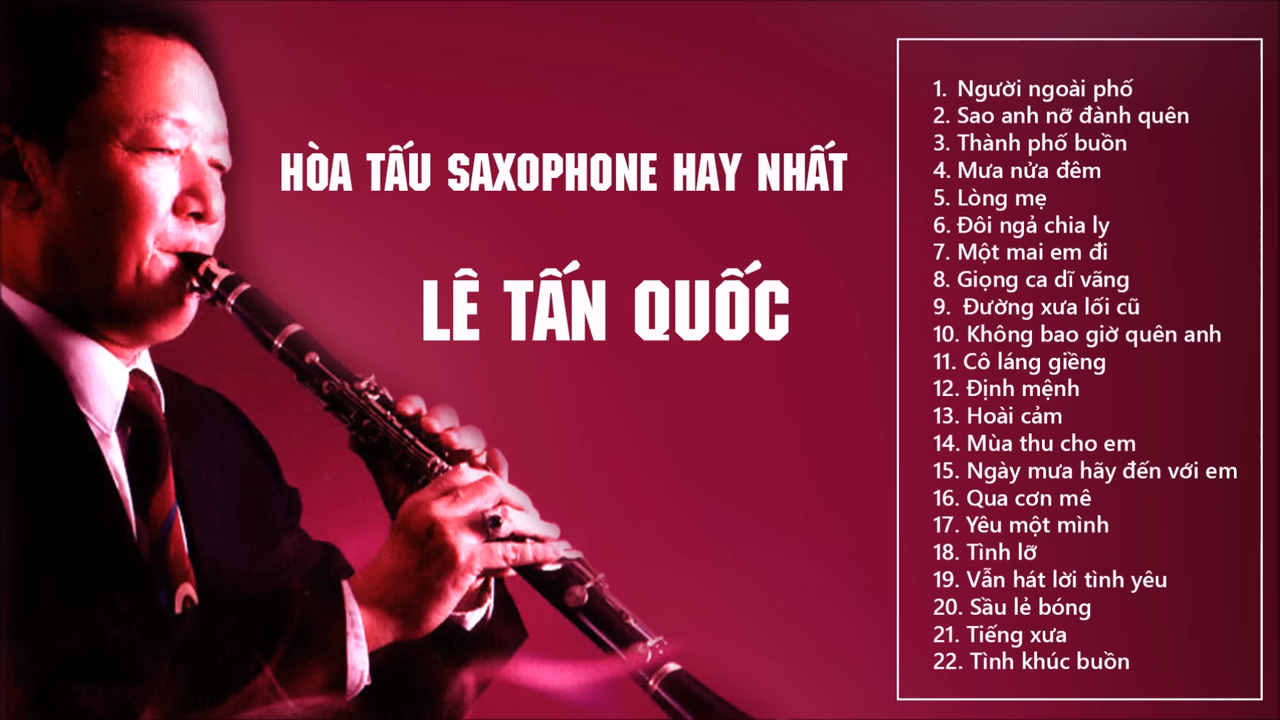 HÒA TẤU SAXOPHONE HAY NHẤT
LÊ TẤN QUỐC
1. Người ngoài phố
2. Sao anh nỡ đành quên
3. Thành phố buồn
4. Mưa nửa đêm
5. Lòng mẹ
6. Đôi ngả chia ly
7. Một mai em đi
8. Giọng ca dĩ vãng
9. Đường xưa lối cũ
10. Không bao giờ quên anh
11. Cô láng giềng
12. Định mệnh
13. Hoài cảm
14. Mùa thu cho em
15. Ngày mưa hãy đến với em
16. Qua cơn mê
17. Yêu một mình
18. Tình lỡ
19. Vẫn hát lời tình yêu
20. Sầu lẻ bóng
21. Tiếng xưa
22. Tình khúc buồn